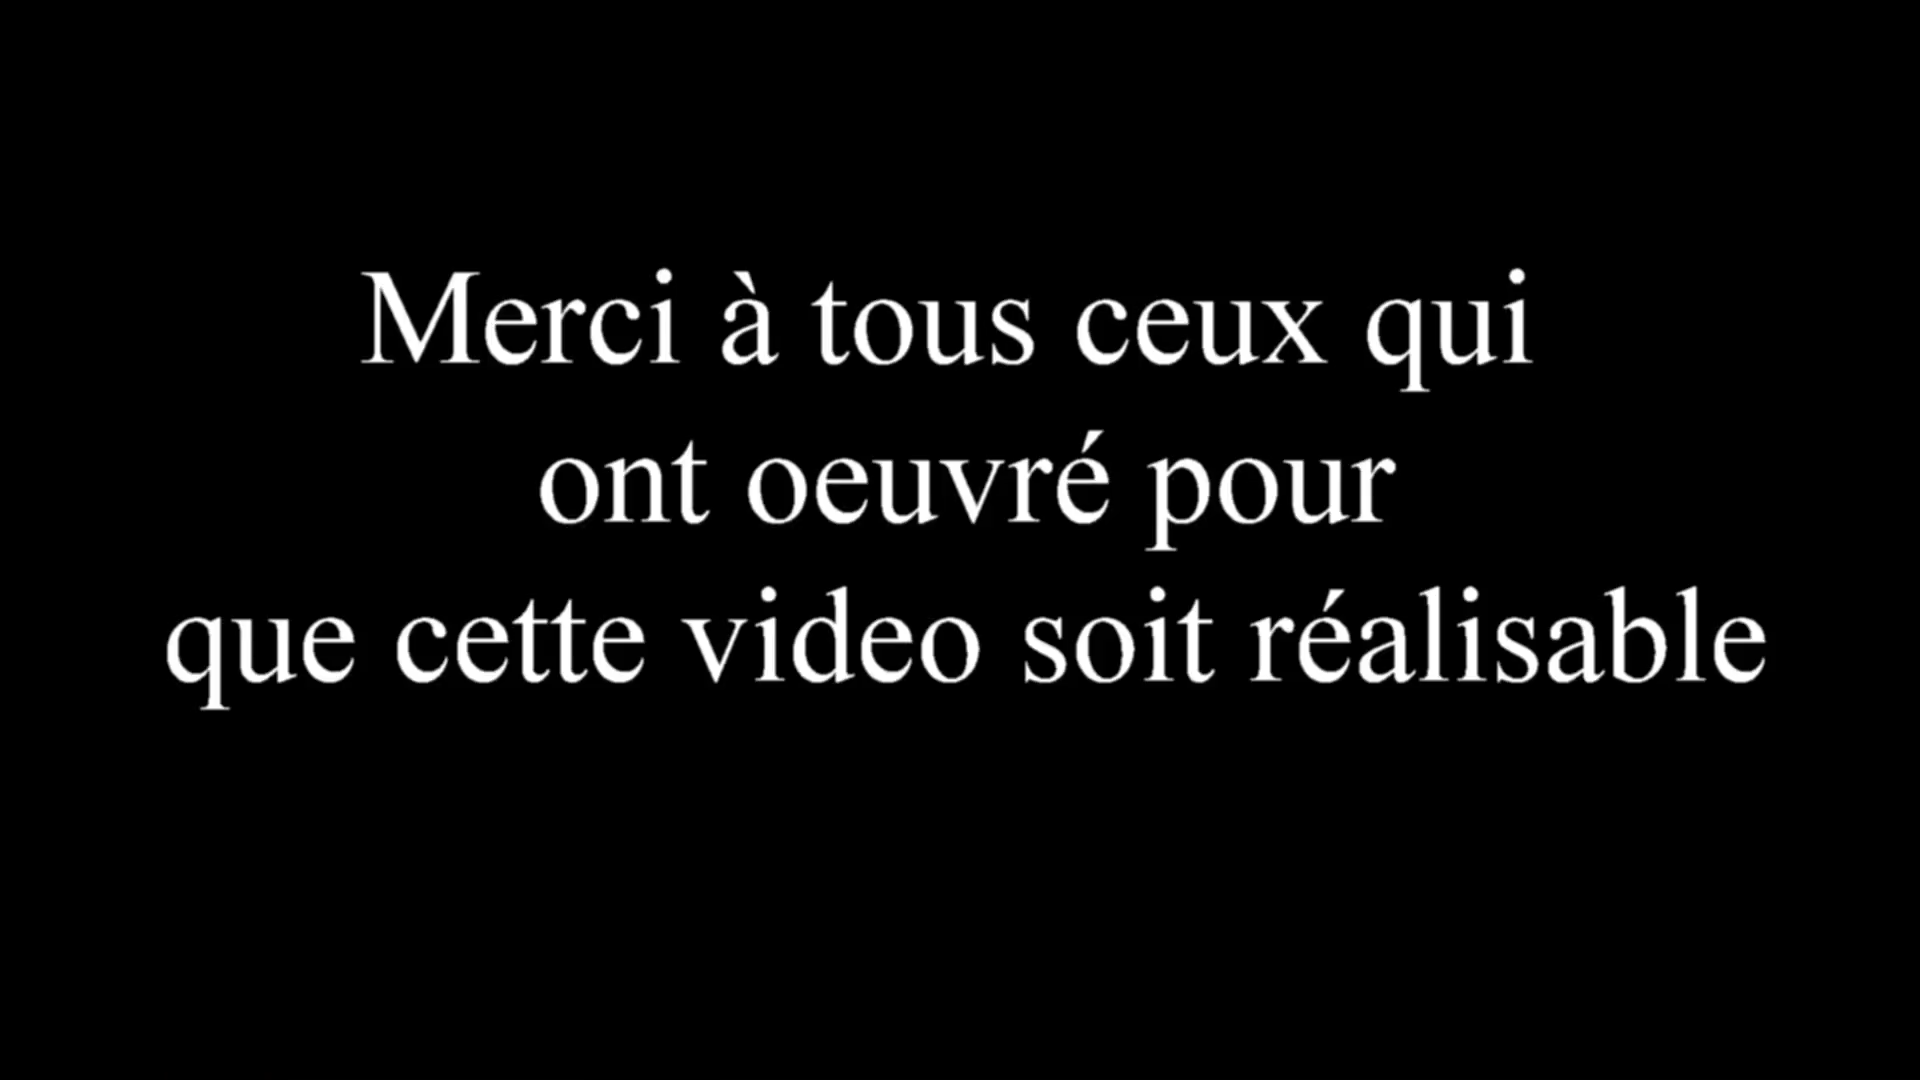 Merci à tous ceux qui
ont oeuvré pour
que cette video soit réalisable